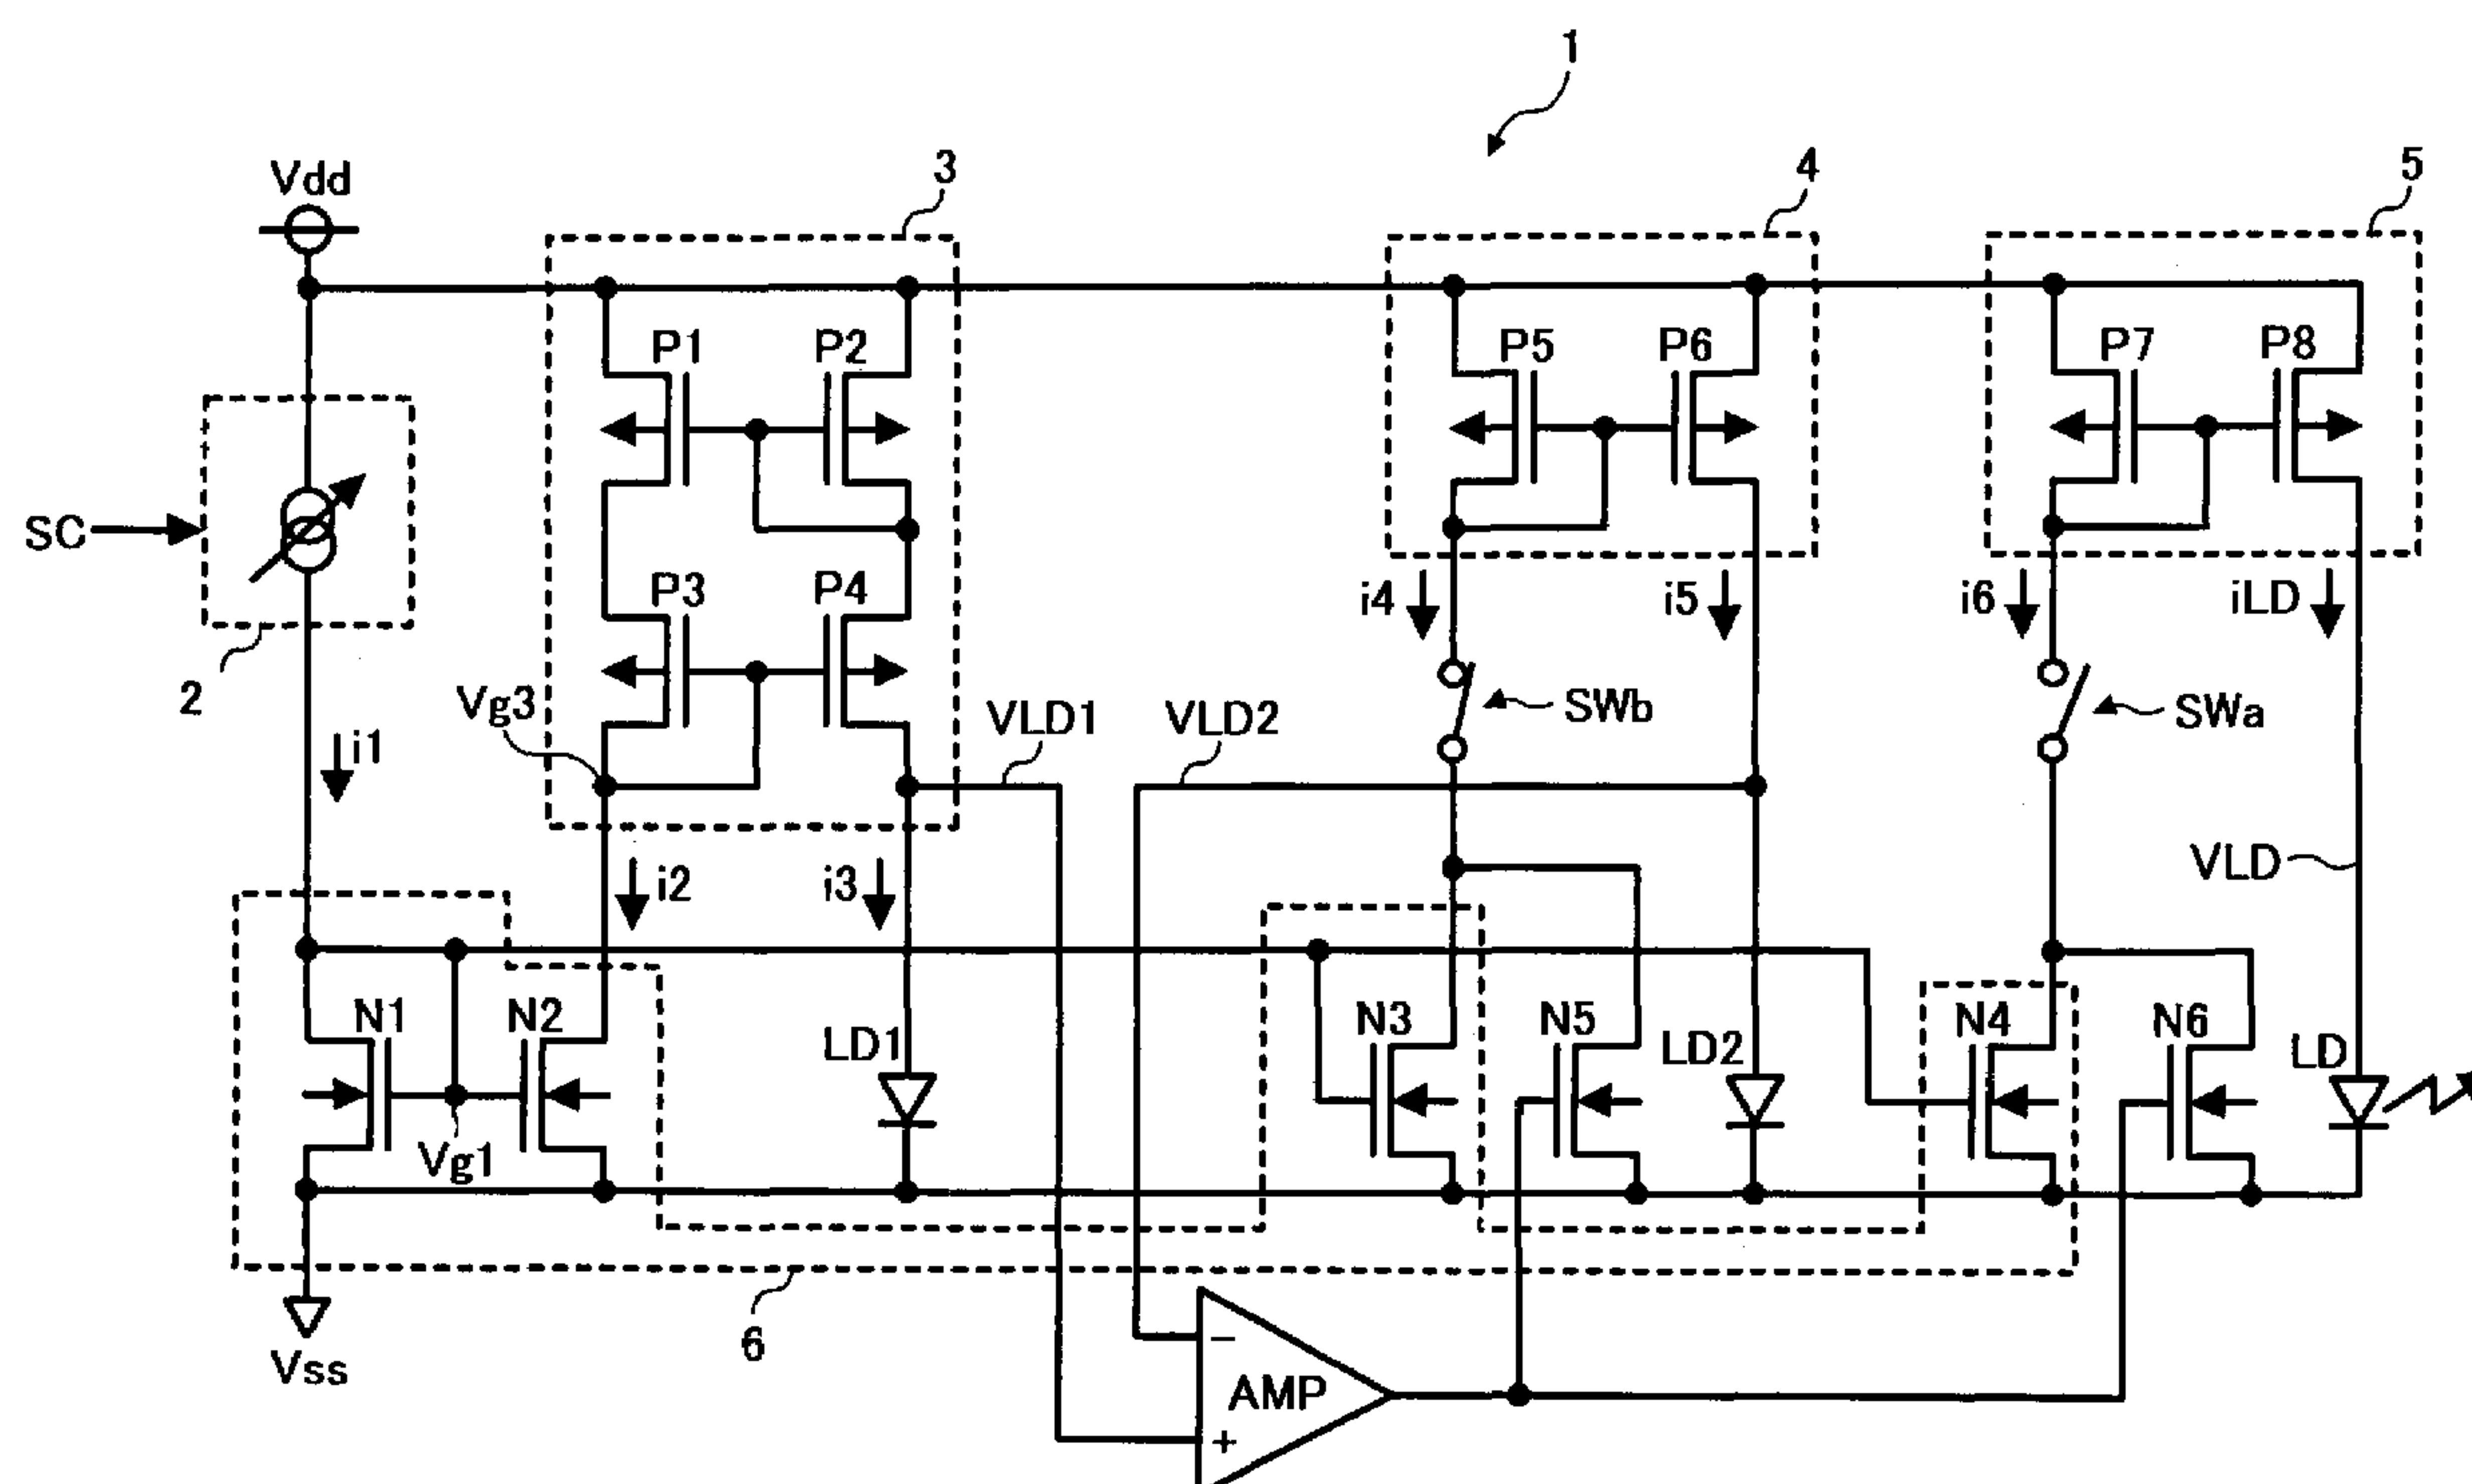 1
Vdd
3
4
5
P1
P2
P5
P6
P7
P8
SC
2
P3
P4
i4
i5
i6
iLD
Vg3
VLD1
VLD2
SWb
SWa
i1
i2
i3
VLD
N1
N2
LD1
N3
N5
LD2
N4
N6
LD
Vg1
6
Vss
−
AMP
+